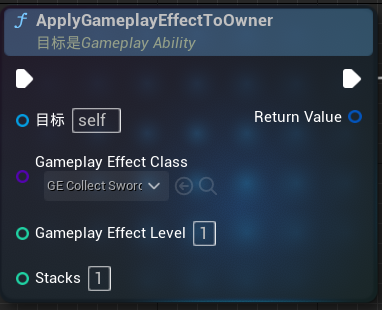 ApplyGameplayEffectToOwner
目标是Gameplay Ability
目标 self
Return Value
Gameplay Effect Class
GE Collect Sword
Gameplay Effect Level 1
Stacks 1